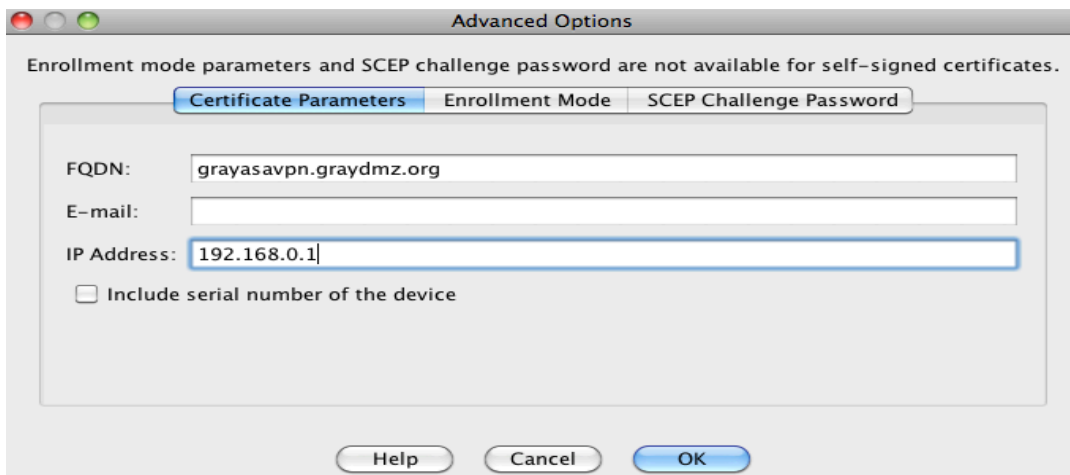 Advanced Options
Enrollment mode parameters and SCEP challenge password are not available for self-signed certificates.
Certificate Parameters Enrollment Mode SCEP Challenge Password
FQDN: grayasavpn.graydmz.org
E-mail:
IP Address: 192.168.0.1
Include serial number of the device
Help Cancel OK